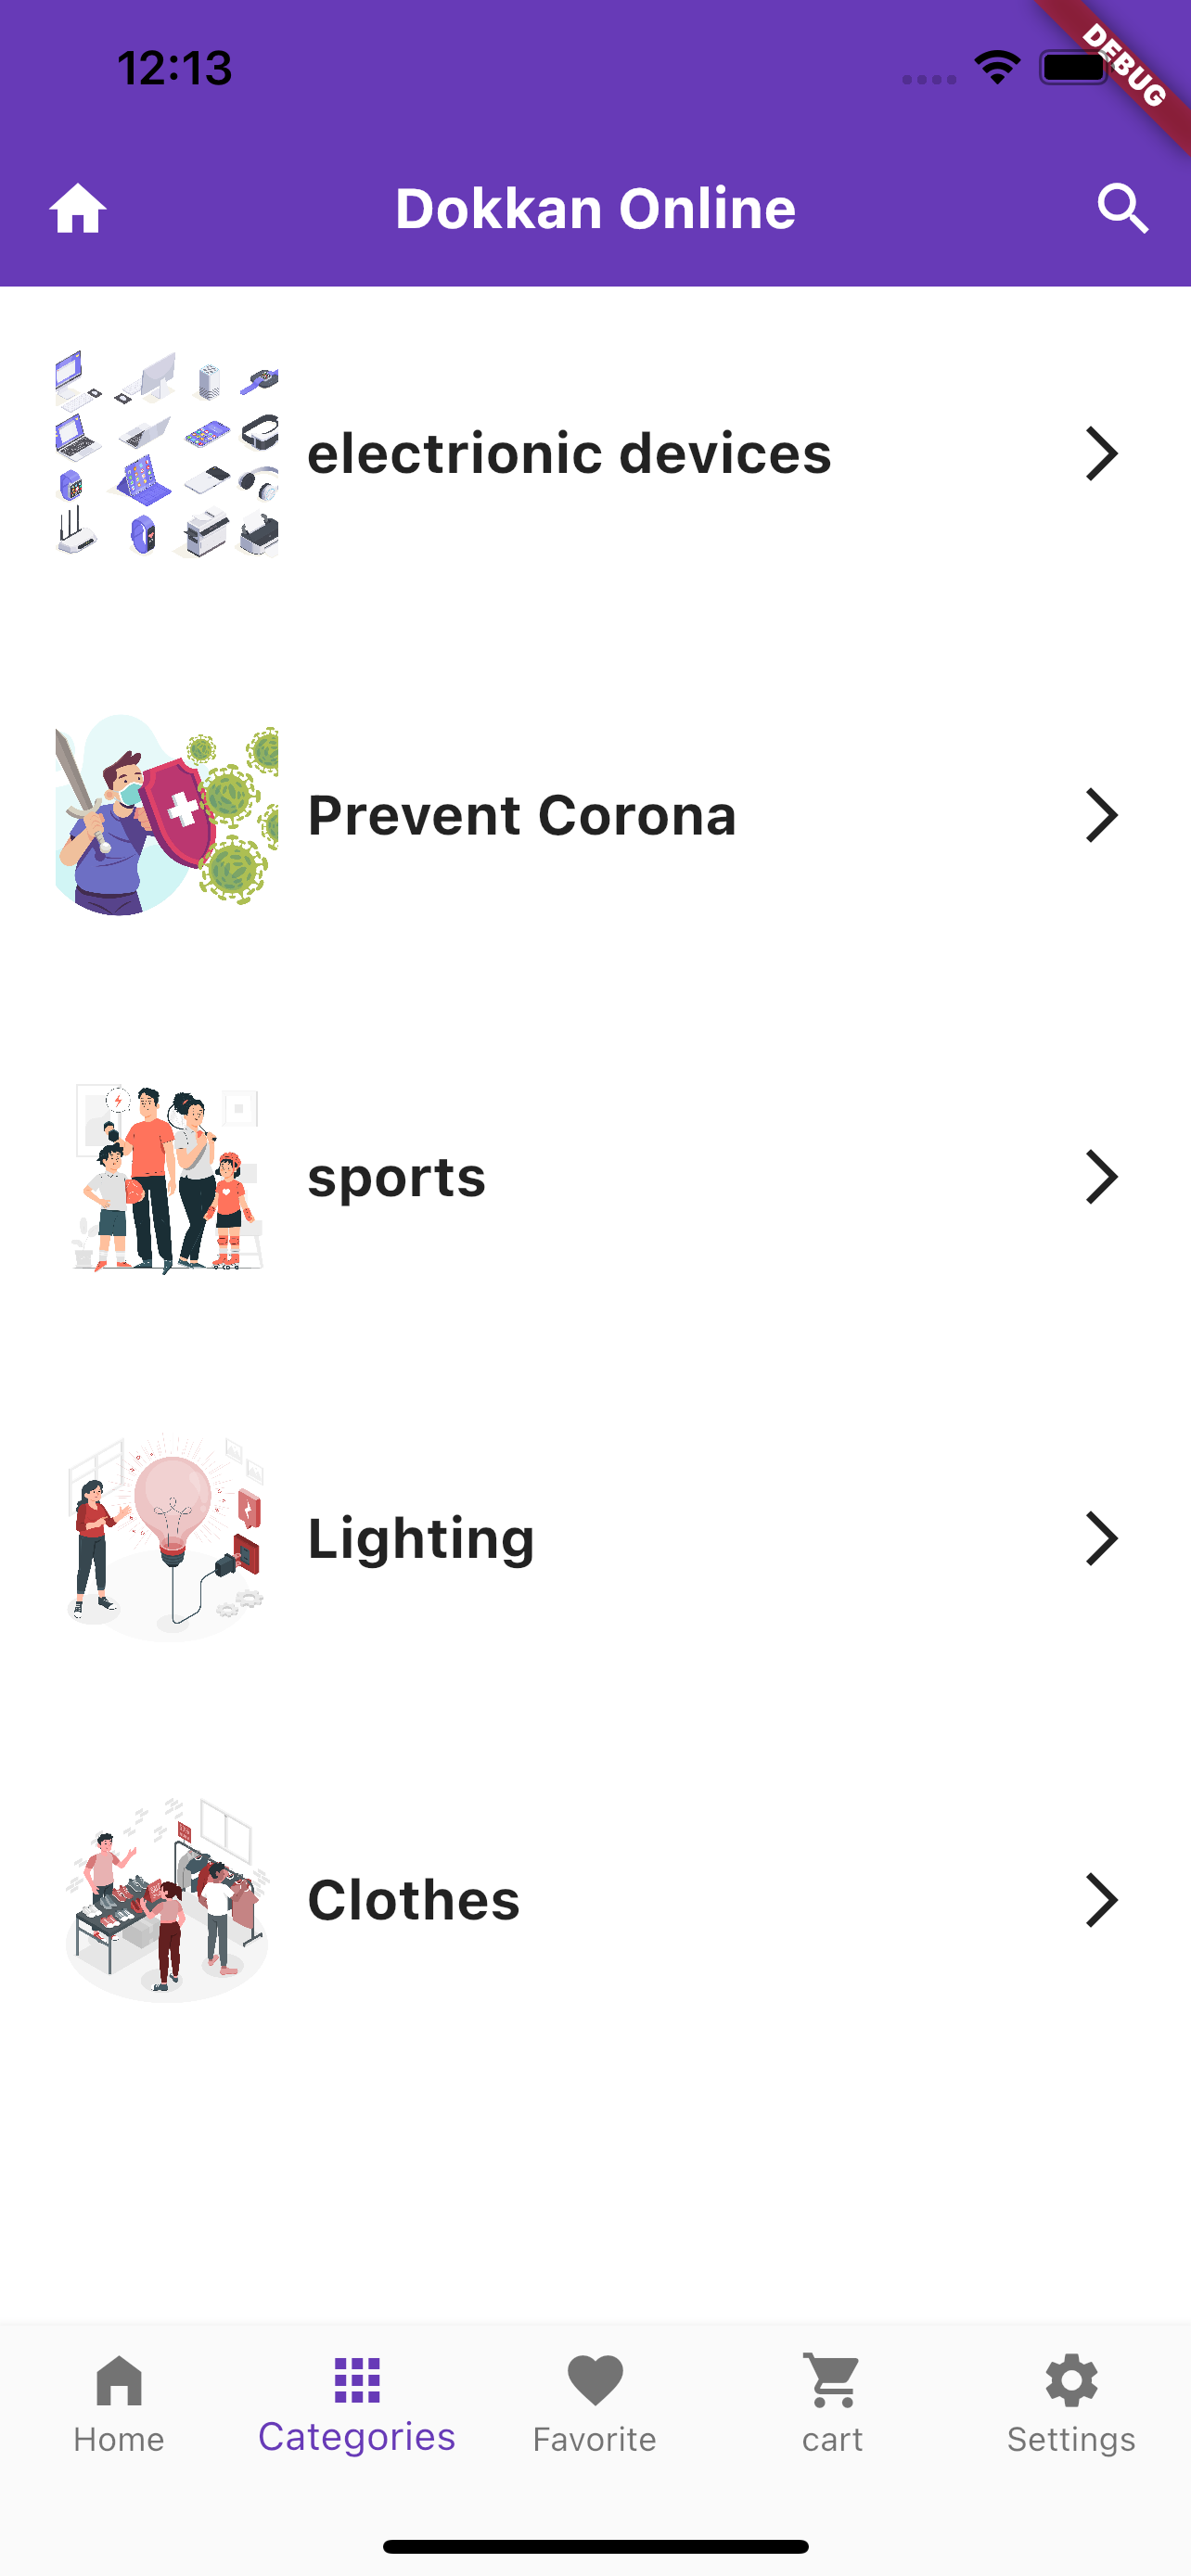 12:13
DEBUG
Dokkan Online
electrionic devices
Prevent Corona
sports
Lighting
Clothes
Home
Categories
Favorite
cart
Settings